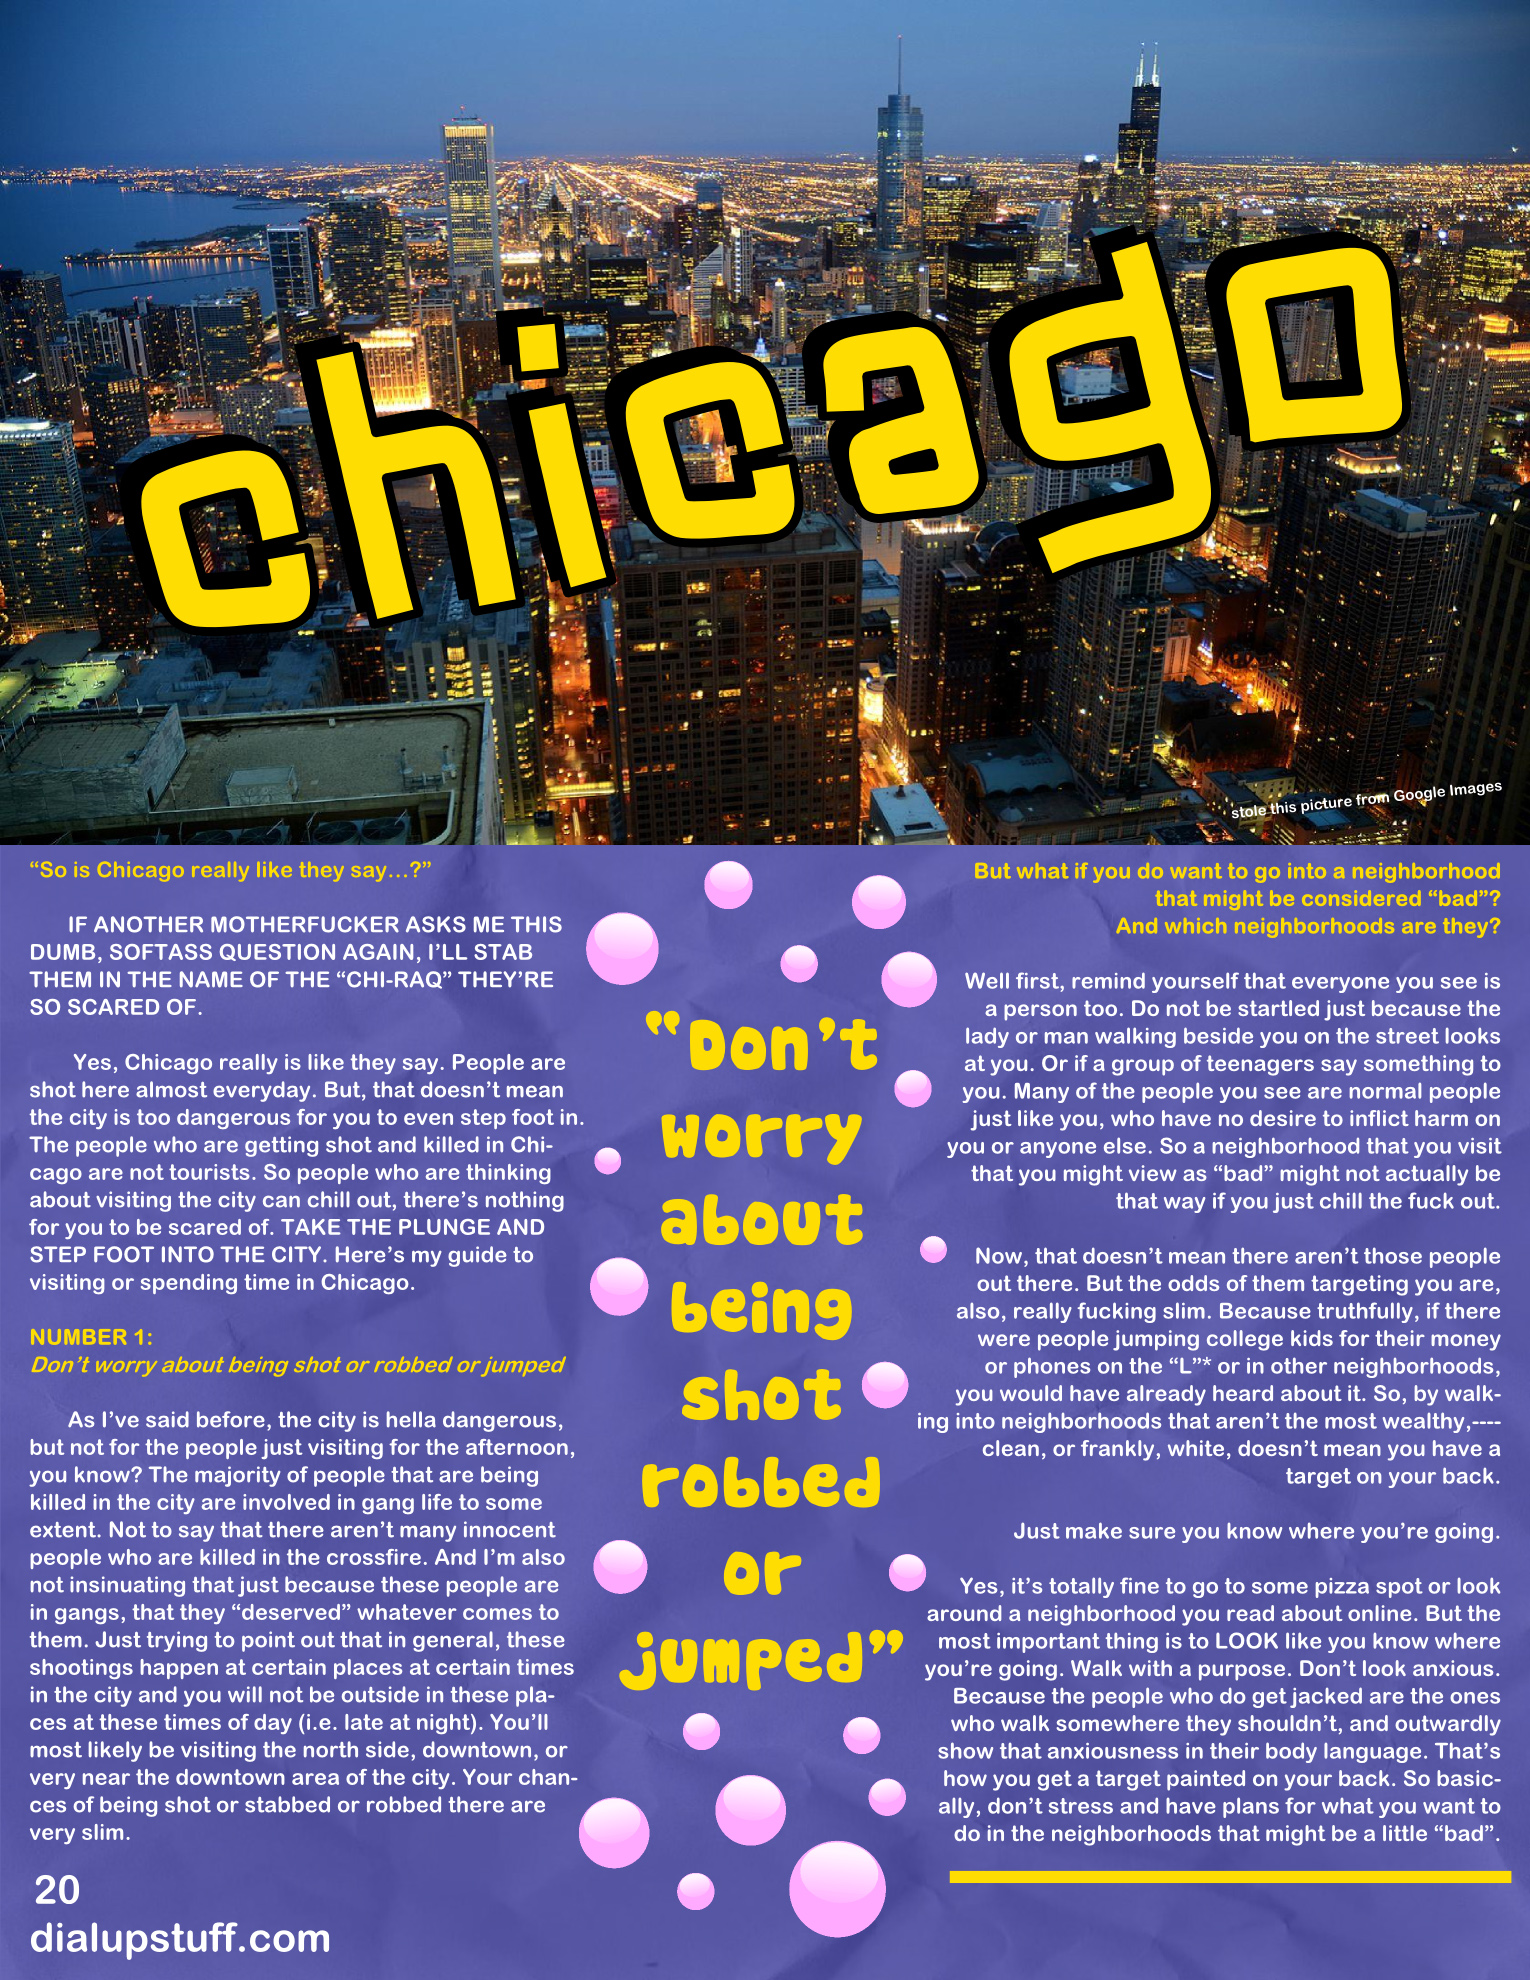 chicago
stole this picture from Google Images
“So is Chicago really like they say...?”
IF ANOTHER MOTHERFUCKER ASKS ME THIS
DUMB, SOFTASS QUESTION AGAIN, I’LL STAB
THEM IN THE NAME OF THE “CHI-RAQ” THEY’RE
SO SCARED OF.
Yes, Chicago really is like they say. People are
shot here almost everyday. But, that doesn’t mean
the city is too dangerous for you to even step foot in.
The people who are getting shot and killed in Chi-
cago are not tourists. So people who are thinking
about visiting the city can chill out, there’s nothing
for you to be scared of. TAKE THE PLUNGE AND
STEP FOOT INTO THE CITY. Here’s my guide to
visiting or spending time in Chicago.
NUMBER 1:
Don’t worry about being shot or robbed or jumped
As I’ve said before, the city is hella dangerous,
but not for the people just visiting for the afternoon,
you know? The majority of people that are being
killed in the city are involved in gang life to some
extent. Not to say that there aren’t many innocent
people who are killed in the crossfire. And I’m also
not insinuating that just because these people are
in gangs, that they “deserved” whatever comes to
them. Just trying to point out that in general, these
shootings happen at certain places at certain times
in the city and you will not be outside in these pla-
ces at these times of day (i.e. late at night). You’ll
most likely be visiting the north side, downtown, or
very near the downtown area of the city. Your chan-
ces of being shot or stabbed or robbed there are
very slim.
“Don’t
worry
about
being
shot
robbed
or
jumped”
But what if you do want to go into a neighborhood
that might be considered “bad”?
And which neighborhoods are they?
Well first, remind yourself that everyone you see is
a person too. Do not be startled just because the
lady or man walking beside you on the street looks
at you. Or if a group of teenagers say something to
you. Many of the people you see are normal people
just like you, who have no desire to inflict harm on
you or anyone else. So a neighborhood that you visit
that you might view as “bad” might not actually be
that way if you just chill the fuck out.
Now, that doesn’t mean there aren’t those people
out there. But the odds of them targeting you are,
also, really fucking slim. Because truthfully, if there
were people jumping college kids for their money
or phones on the “L”* or in other neighborhoods,
you would have already heard about it. So, by walk-
ing into neighborhoods that aren’t the most wealthy,----
clean, or frankly, white, doesn’t mean you have a
target on your back.
Just make sure you know where you’re going.
Yes, it’s totally fine to go to some pizza spot or look
around a neighborhood you read about online. But the
most important thing is to LOOK like you know where
you’re going. Walk with a purpose. Don’t look anxious.
Because the people who do get jacked are the ones
who walk somewhere they shouldn’t, and outwardly
show that anxiousness in their body language. That’s
how you get a target painted on your back. So basic-
ally, don’t stress and have plans for what you want to
do in the neighborhoods that might be a little “bad”.
20
dialupstuff.com